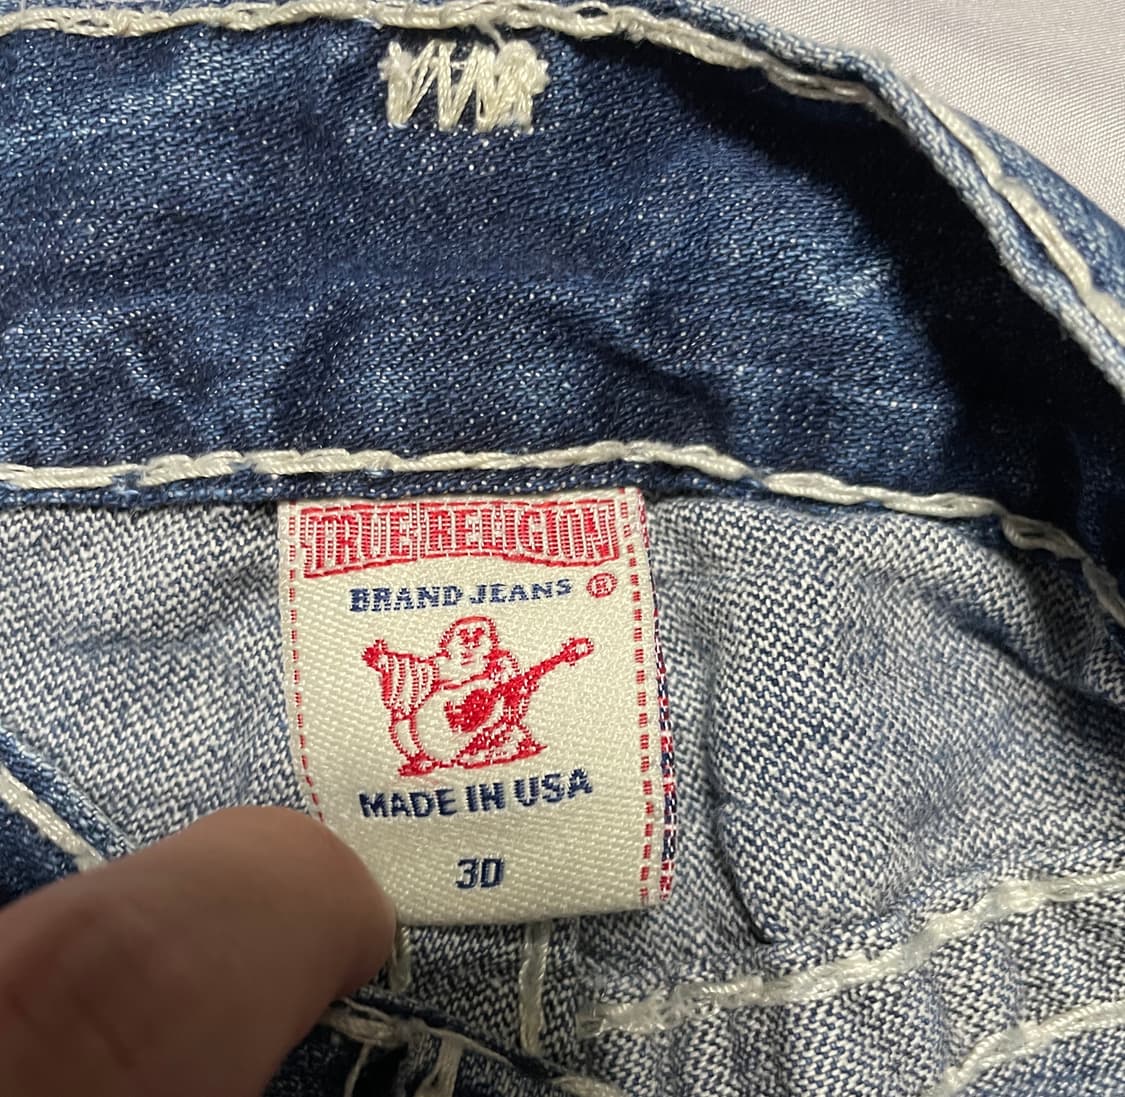 TRUE RELIGION
BRAND JEANS ®
MADE IN USA
30